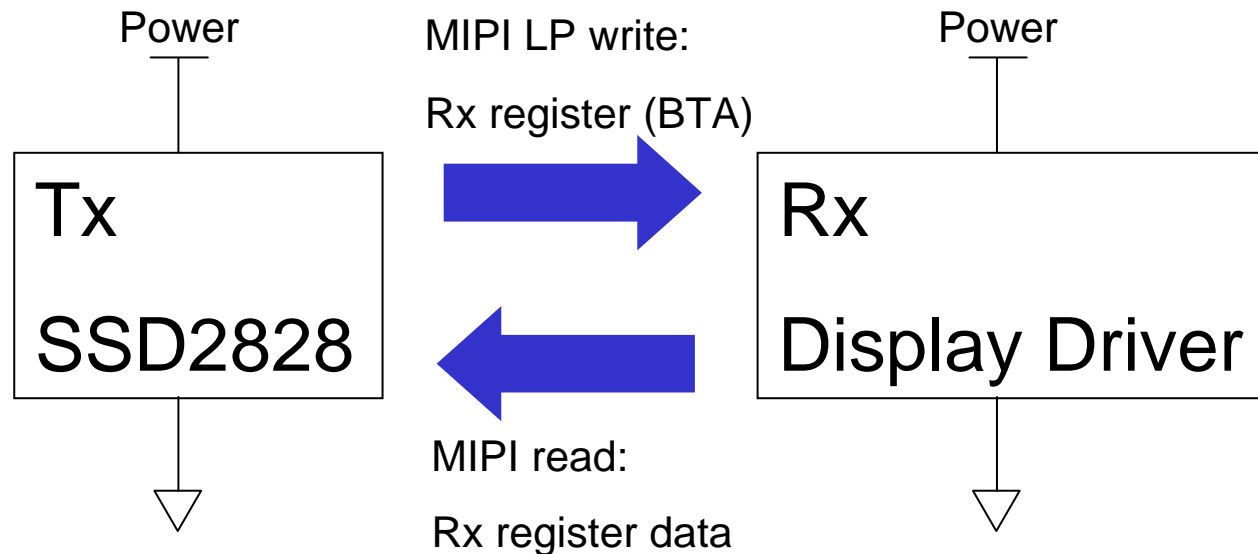 Power
MIPI LP write:
Rx register (BTA)
Power
Tx
SSD2828
Rx
Display Driver
MIPI read:
Rx register data